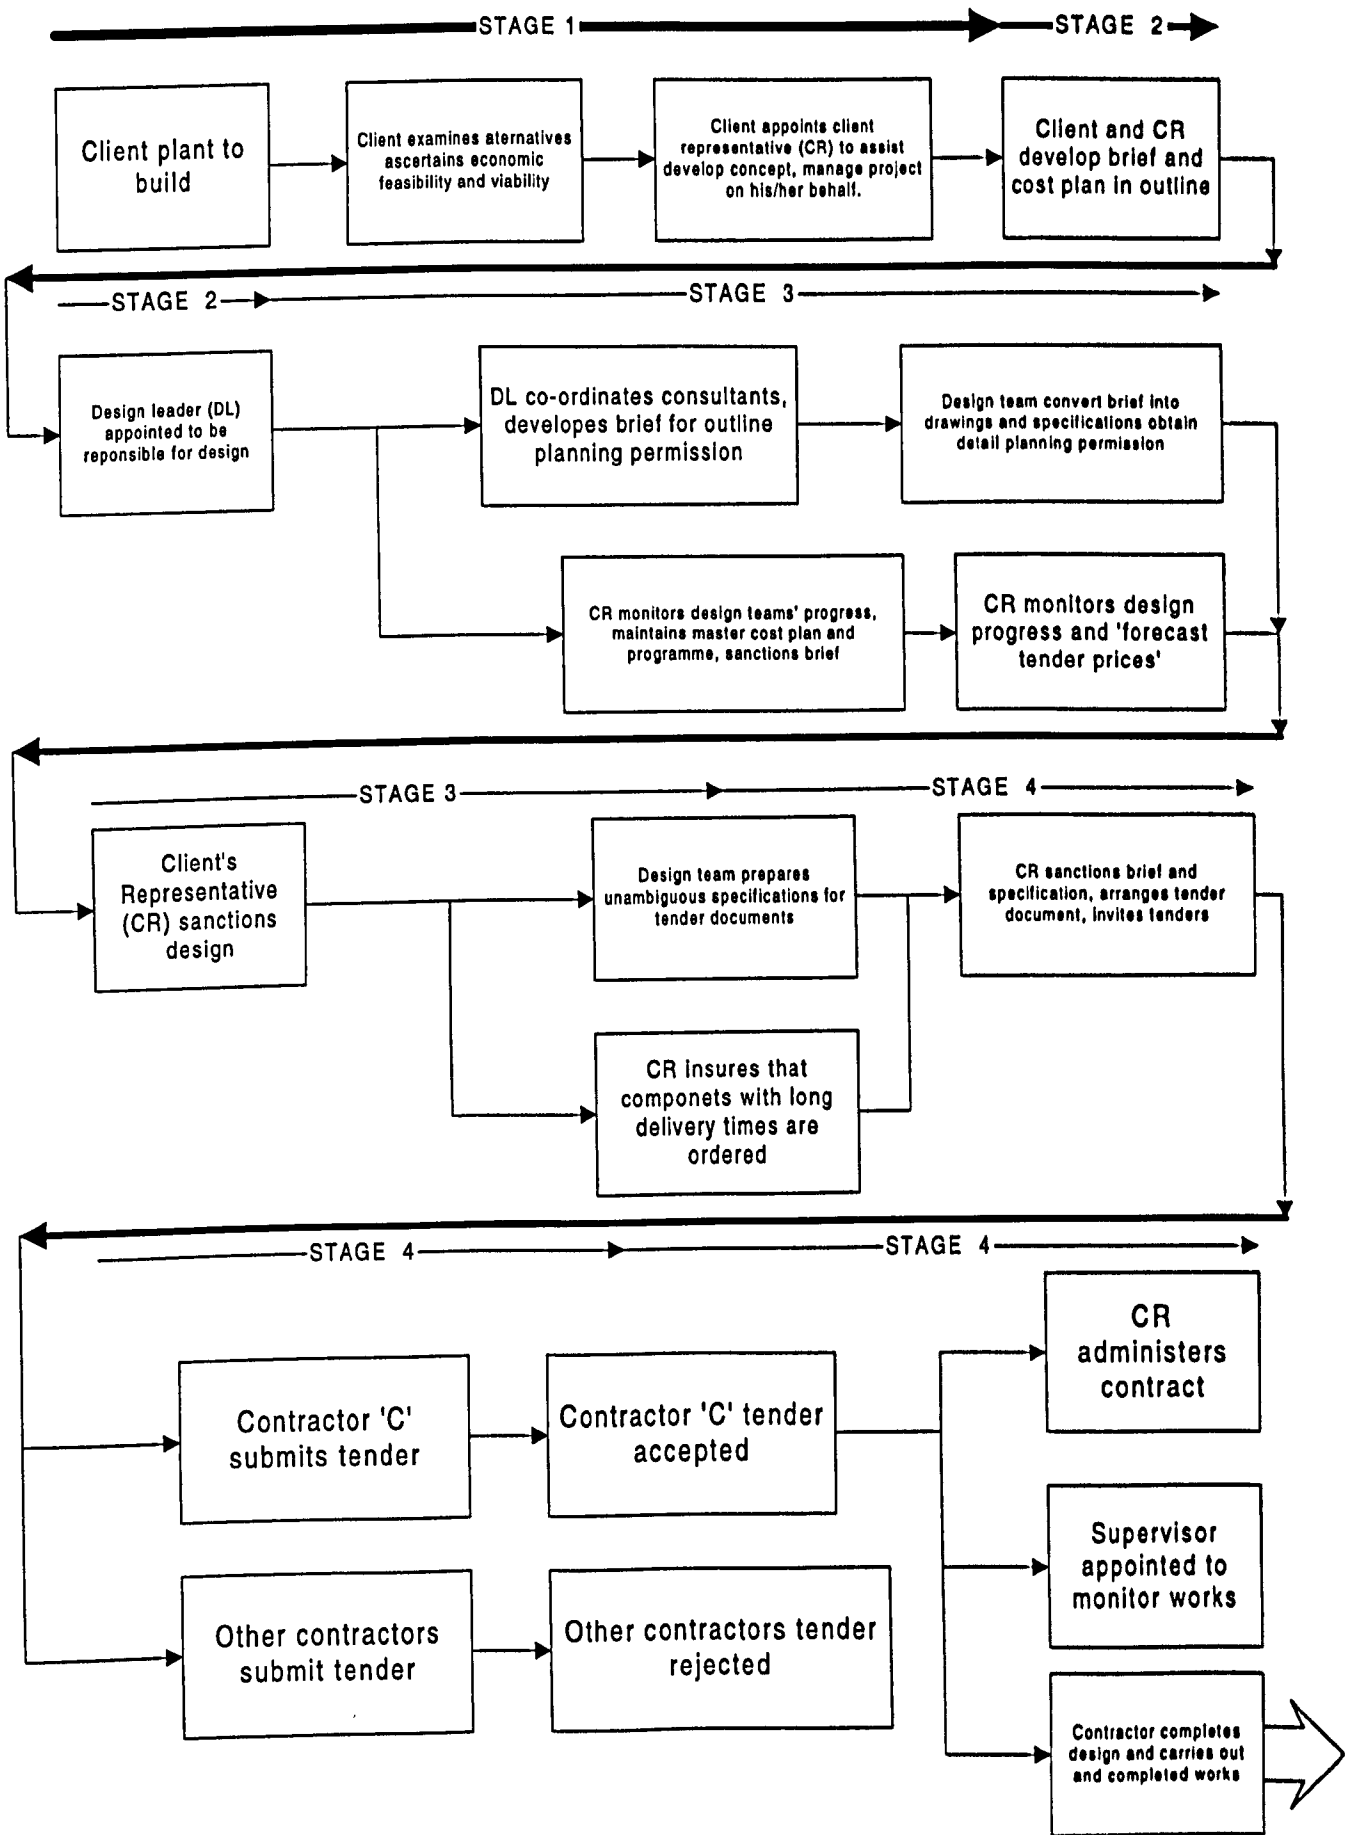 STAGE 1
STAGE 2
Client plant to
build
Client examines aternatives
ascertains economic
feasibility and viability
Client appoints client
representative (CR) to assist
develop concept, manage project
on his/her behalf.
Client and CR
develop brief and
cost plan in outline
STAGE 2
STAGE 3
Design leader (DL)
appointed to be
reponsible for design
DL co-ordinates consultants,
developes brief for outline
planning permission
Design team convert brief into
drawings and specifications obtain
detail planning permission
CR monitors design teams' progress,
maintains master cost plan and
programme, sanctions brief
CR monitors design
progress and 'forecast
tender prices'
STAGE 3
STAGE 4
Client's
Representative
(CR) sanctions
design
Design team prepares
unambiguous specifications for
tender documents
CR sanctions brief and
specification, arranges tender
document, invites tenders
CR insures that
componets with long
delivery times are
ordered
STAGE 4
STAGE 4
CR
administers
contract
Contractor 'C'
submits tender
Contractor 'C' tender
accepted
Supervisor
appointed to
monitor works
Other contractors
submit tender
Other contractors tender
rejected
Contractor completes
design and carries out
and completed works